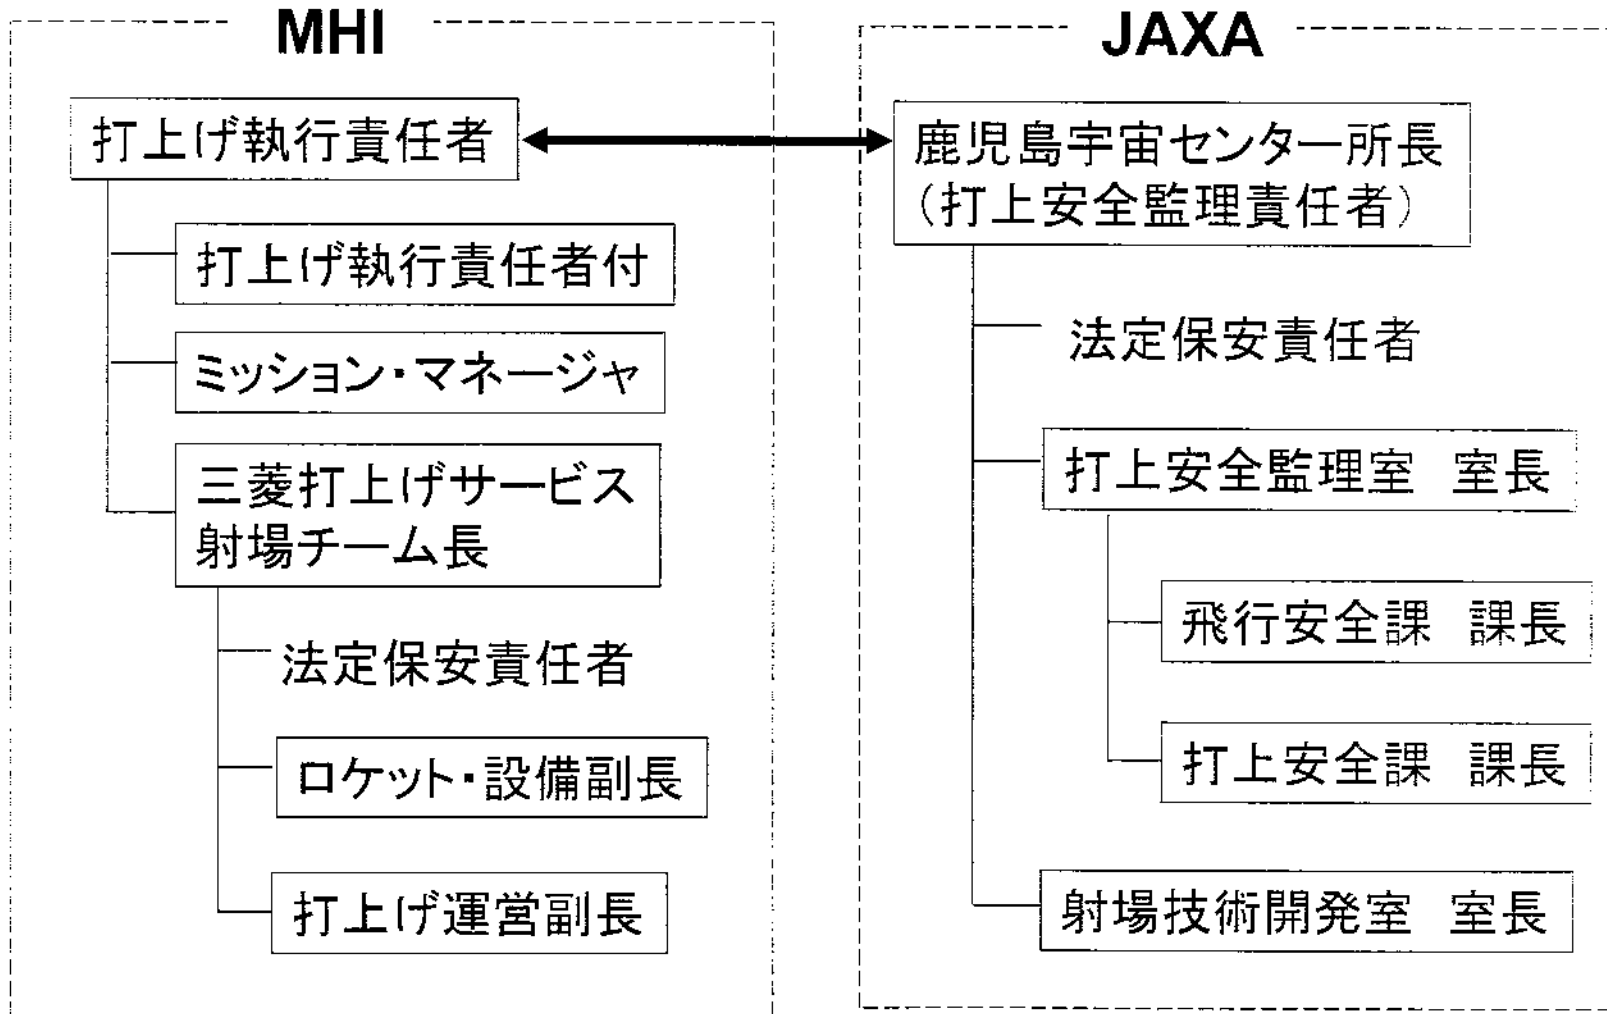 MHI
打上げ執行責任者
打上げ執行責任者付
ミッション・マネージャ
三菱打上げサービス
射場チーム長
法定保安責任者
ロケット・設備副長
打上げ運営副長
JAXA
鹿児島宇宙センター所長
（打上安全監理責任者）
法定保安責任者
打上安全監理室　室長
飛行安全課　課長
打上安全課　課長
射場技術開発室　室長